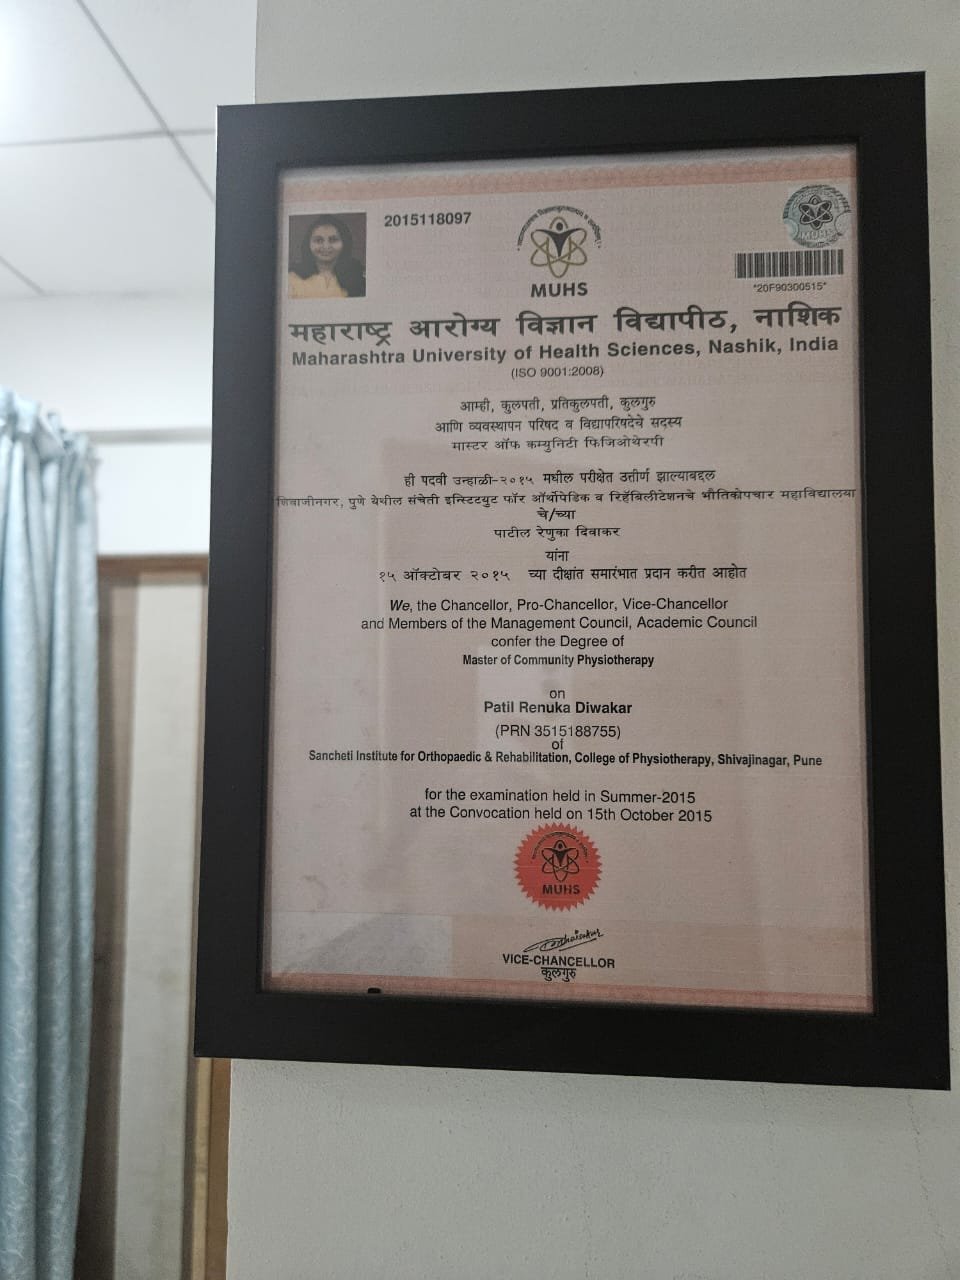 2015118097
MUHS
MUHS
*20F90300515*
महाराष्ट्र आरोग्य विज्ञान विद्यापीठ, नाशिक
Maharashtra University of Health Sciences, Nashik, India
(ISO 9001:2008)
आम्ही, कुलपती, प्रतिकुलपती, कुलगुरु
आणि व्यवस्थापन परिषद व विद्यापरिषदेचे सदस्य
मास्टर ऑफ कम्युनिटी फिजिओथेरपी
ही पदवी उन्हाळी-२०१५ मधील परीक्षेत उत्तीर्ण झाल्याबद्दल
शिवाजीनगर, पुणे येथील संचेती इन्स्टिटयुट फॉर ऑर्थोपेडिक व रिहॅबिलीटेशनचे भौतिकोपचार महाविद्यालया
चे/च्या
पाटील रेणुका दिवाकर
यांना
१५ ऑक्टोबर २०१५ च्या दीक्षांत समारंभात प्रदान करीत आहोत
We, the Chancellor, Pro-Chancellor, Vice-Chancellor
and Members of the Management Council, Academic Council
confer the Degree of
Master of Community Physiotherapy
on
Patil Renuka Diwakar
(PRN 3515188755)
of
Sancheti Institute for Orthopaedic & Rehabilitation, College of Physiotherapy, Shivajinagar, Pune
for the examination held in Summer-2015
at the Convocation held on 15th October 2015
MUHS
VICE-CHANCELLOR
कुलगुरु